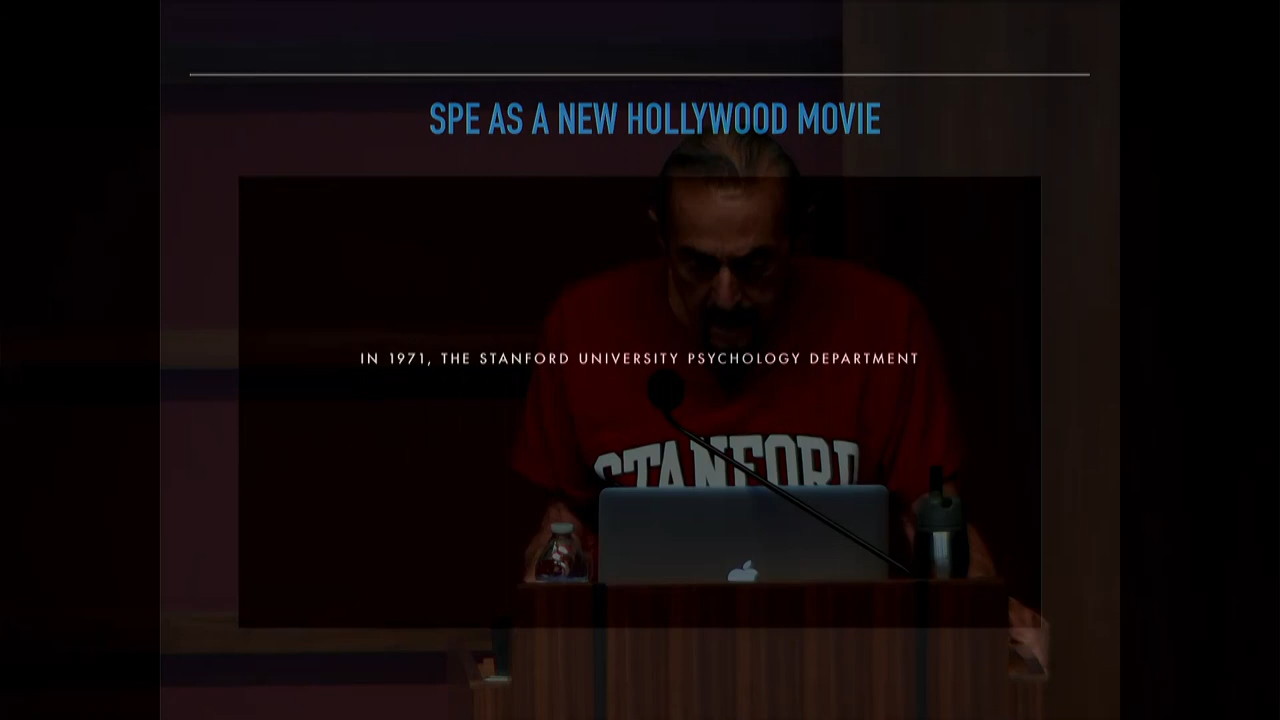 SPE AS A NEW HOLLYWOOD MOVIE
IN 1971, THE STANFORD UNIVERSITY PSYCHOLOGY DEPARTMENT
STANFORD